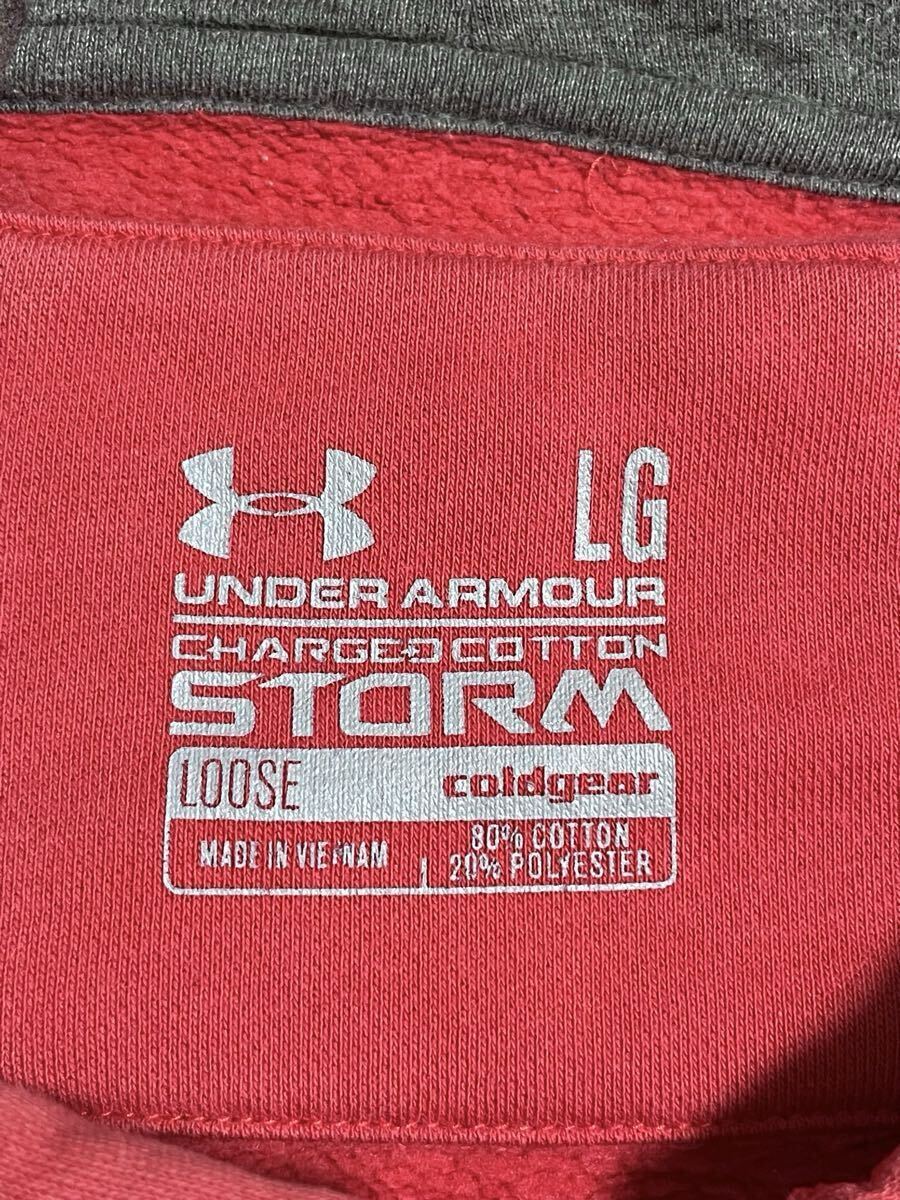 LG
UNDER ARMOUR
CHARGED COTTON
STORM
LOOSE
coldgear
MADE IN VIETNAM
80% COTTON
20% POLYESTER